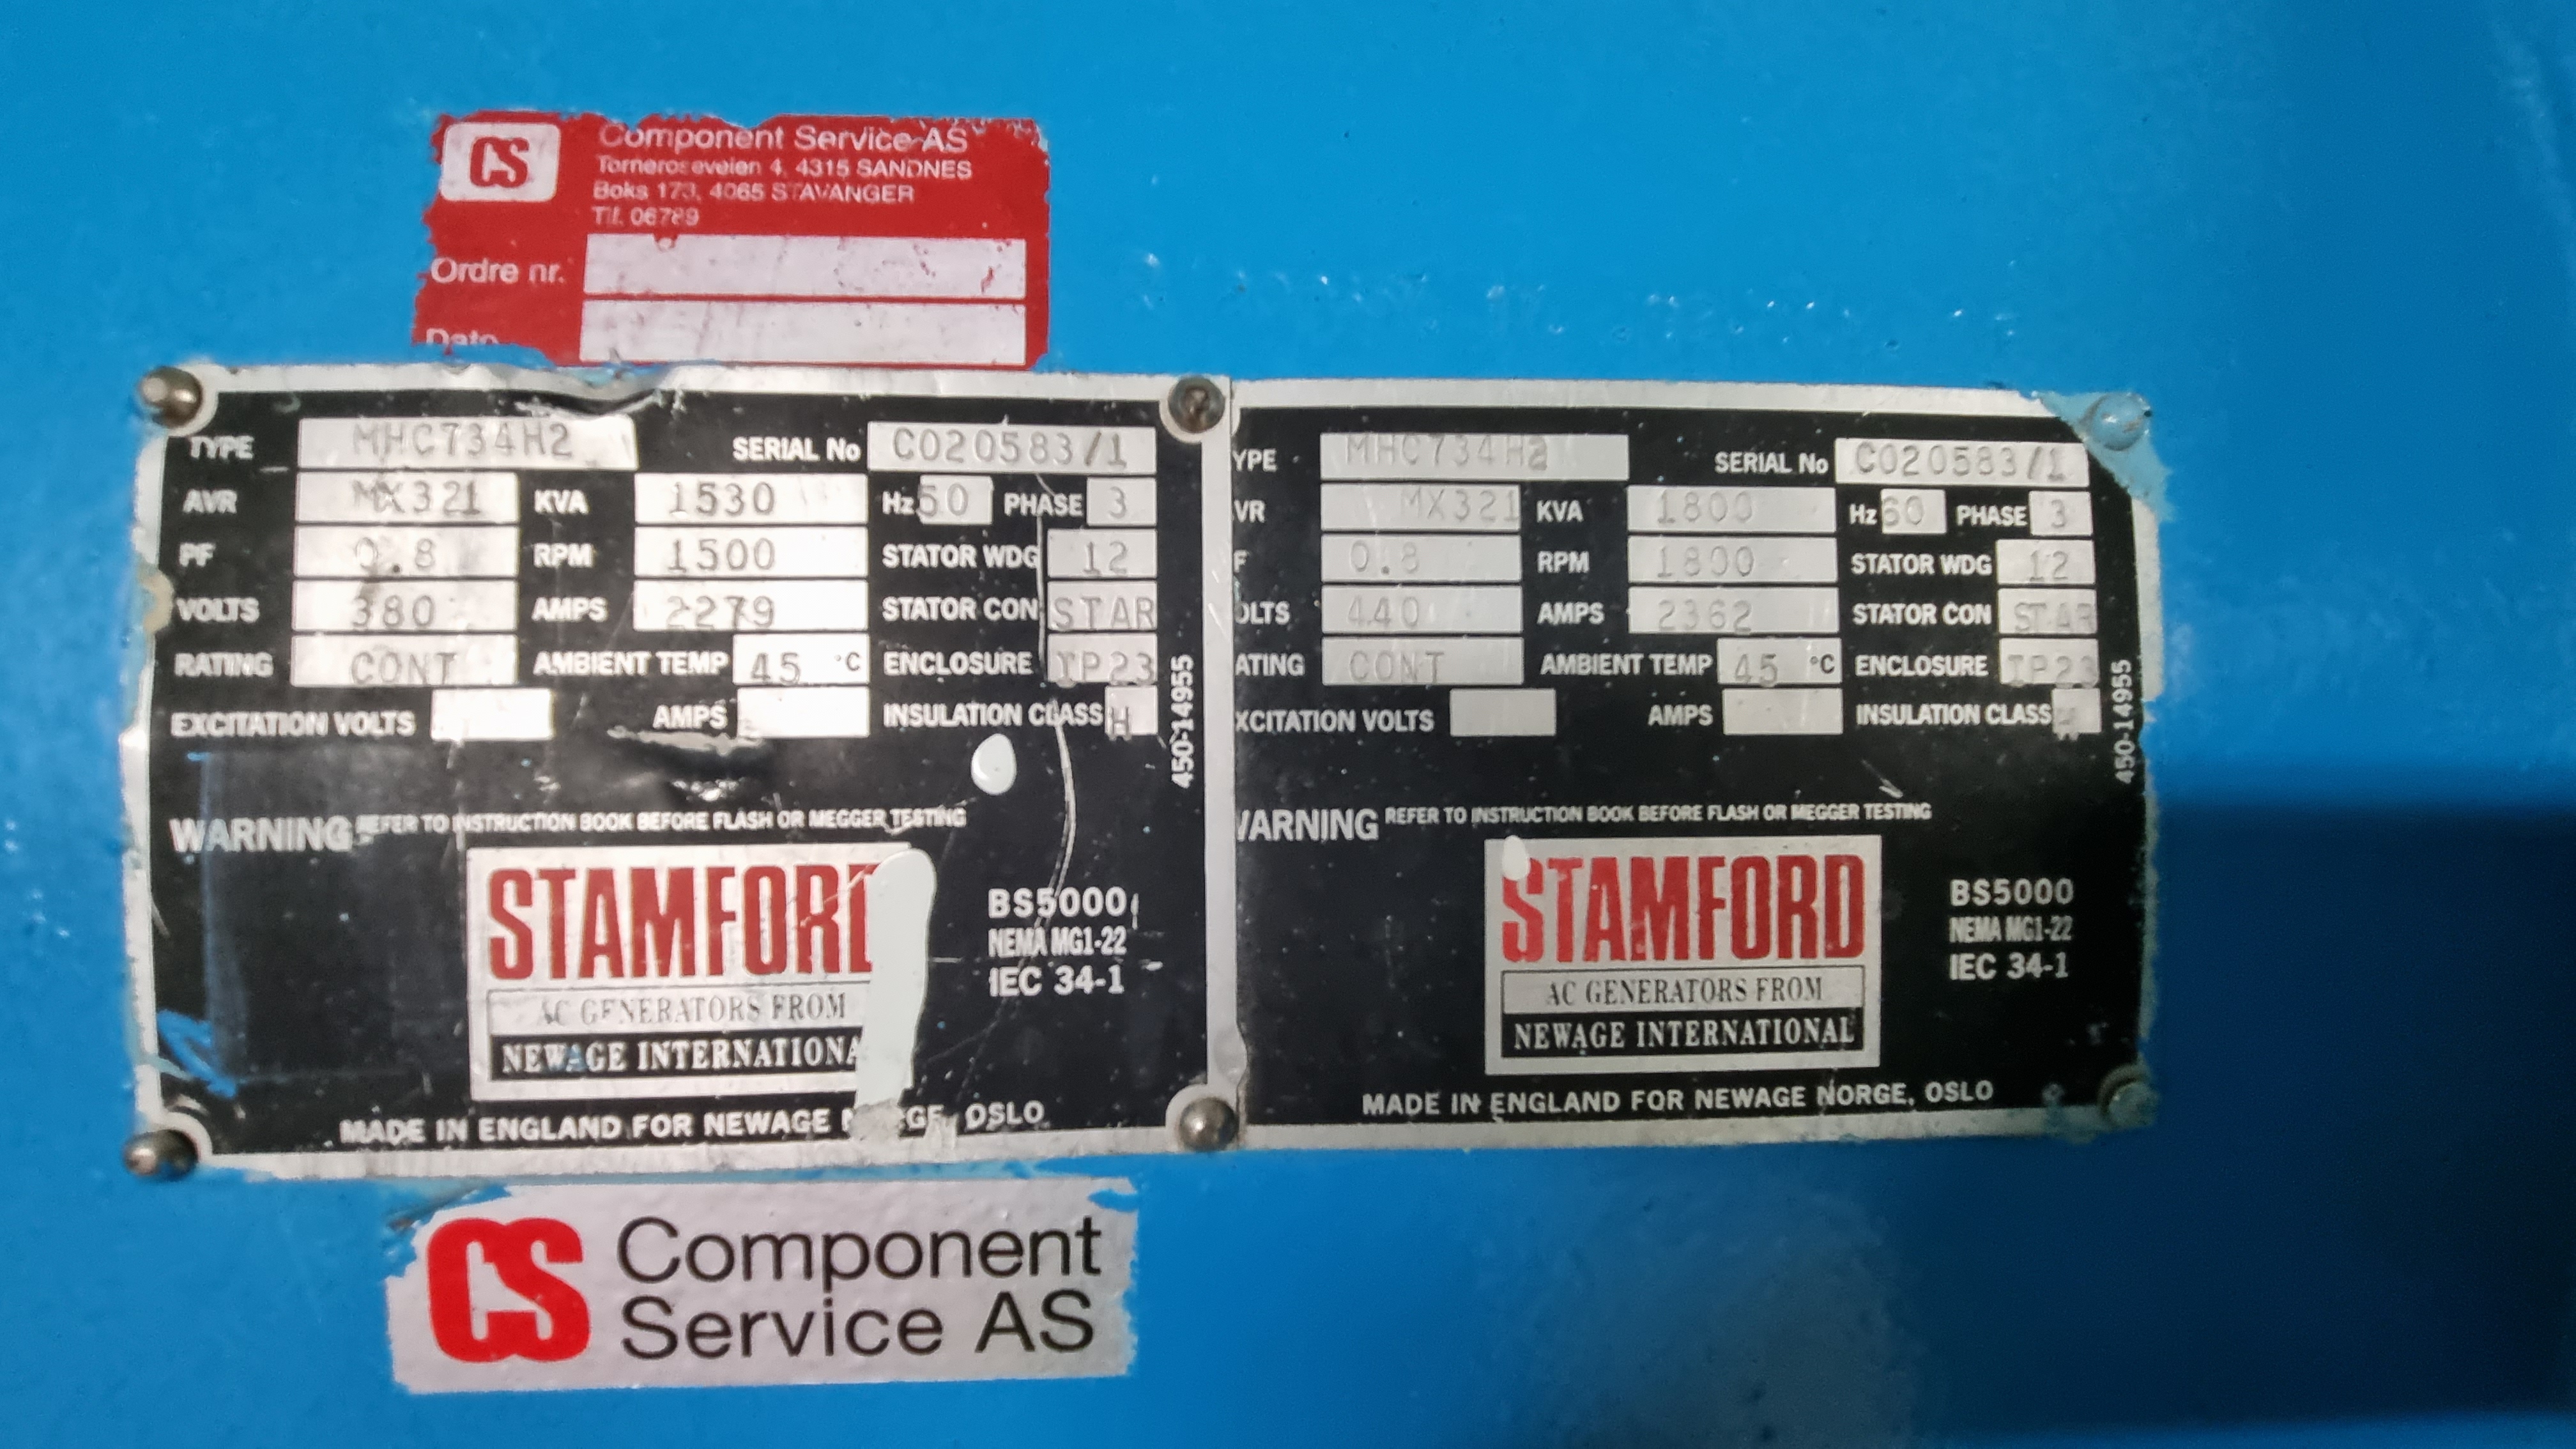 CS
Component Service AS
Torneroseveien 4, 4315 SANDNES
Boks 173, 4065 STAVANGER
Tlf. 06789
Ordre nr.
Dato
TYPE MHC734H2 SERIAL No C020583/1
AVR MX321 KVA 1530 Hz 50 PHASE 3
PF 0.8 RPM 1500 STATOR WDG 12
VOLTS 380 AMPS 2279 STATOR CON STAR
RATING CONT AMBIENT TEMP 45 °C ENCLOSURE IP23
EXCITATION VOLTS AMPS INSULATION CLASS H
450-14955
WARNING REFER TO INSTRUCTION BOOK BEFORE FLASH OR MEGGER TESTING
STAMFORD
AC GENERATORS FROM
NEWAGE INTERNATIONA
BS5000
NEMA MG1-22
IEC 34-1
MADE IN ENGLAND FOR NEWAGE N GE, OSLO
YPE MHC734H2 SERIAL No C020583/1
VR MX321 KVA 1800 Hz 60 PHASE 3
F 0.8 RPM 1800 STATOR WDG 12
OLTS 440 AMPS 2362 STATOR CON STAR
ATING CONT AMBIENT TEMP 45 °C ENCLOSURE IP23
XCITATION VOLTS AMPS INSULATION CLASS H
450-14955
WARNING REFER TO INSTRUCTION BOOK BEFORE FLASH OR MEGGER TESTING
STAMFORD
AC GENERATORS FROM
NEWAGE INTERNATIONAL
BS5000
NEMA MG1-22
IEC 34-1
MADE IN ENGLAND FOR NEWAGE NORGE, OSLO
CS Component
Service AS